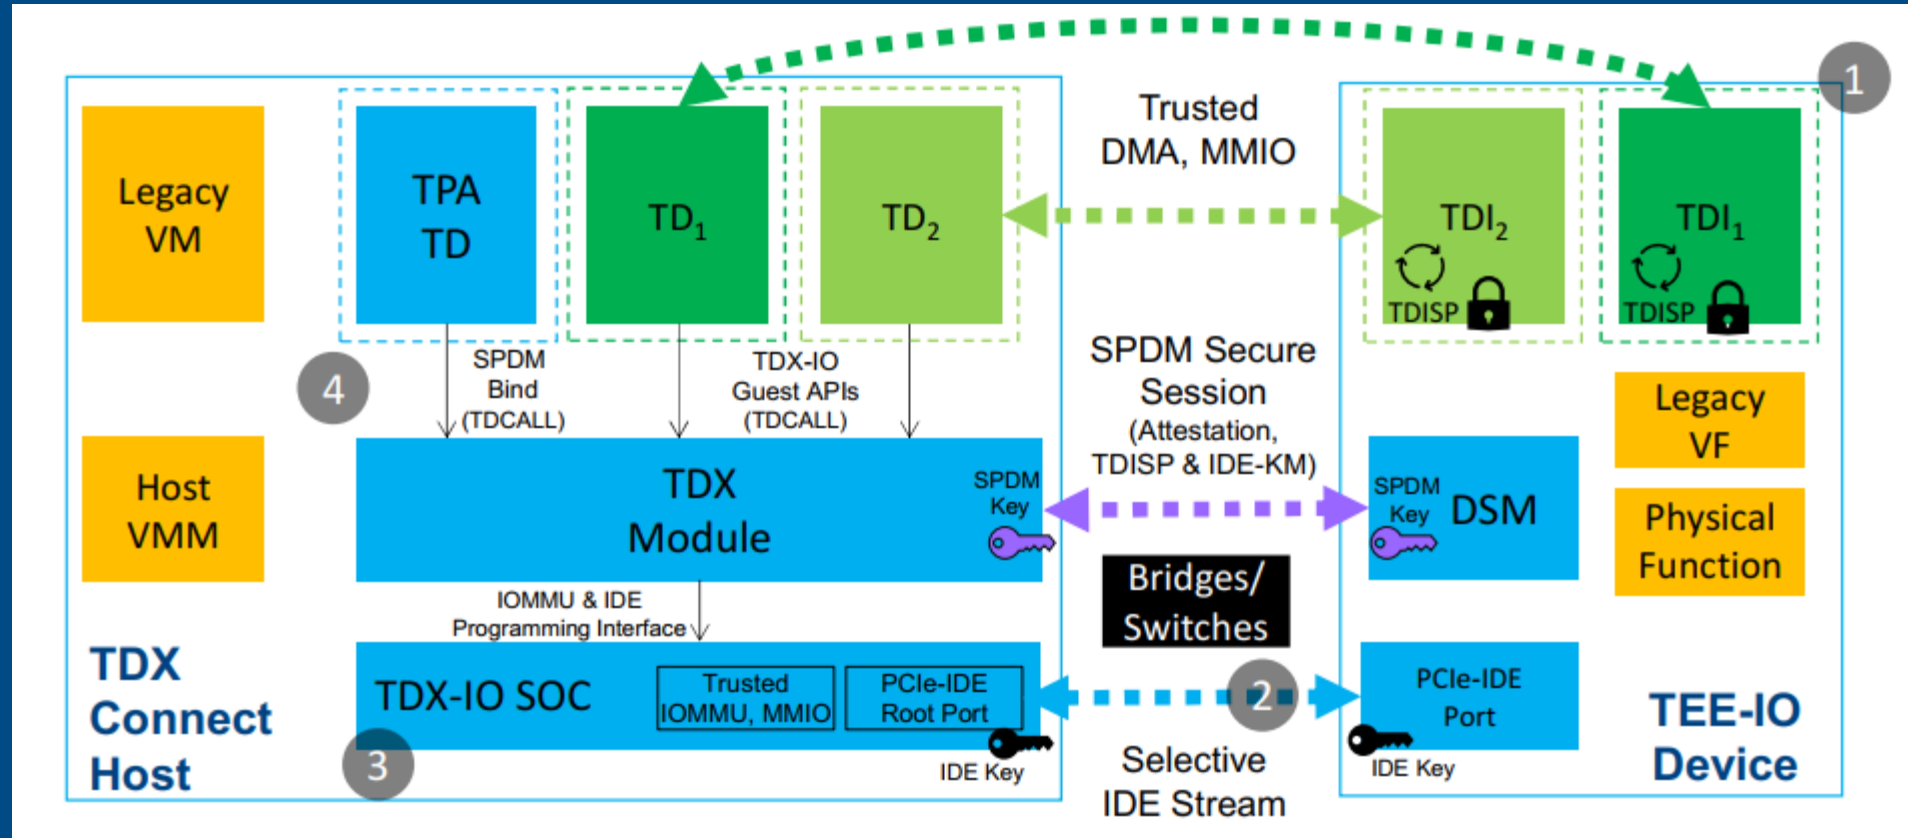 1
Legacy
VM
TPA
TD
TD1
TD2
Trusted
DMA, MMIO
TDI2
TDISP
TDI1
TDISP
4
SPDM
Bind
(TDCALL)
TDX-IO
Guest APIs
(TDCALL)
SPDM Secure
Session
(Attestation,
TDISP & IDE-KM)
Legacy
VF
Host
VMM
TDX
Module
SPDM
Key
SPDM
Key
DSM
Physical
Function
Bridges/
Switches
IOMMU & IDE
Programming Interface
TDX
Connect
Host
TDX-IO SOC
Trusted
IOMMU, MMIO
PCIe-IDE
Root Port
IDE Key
3
2
Selective
IDE Stream
PCIe-IDE
Port
IDE Key
TEE-IO
Device